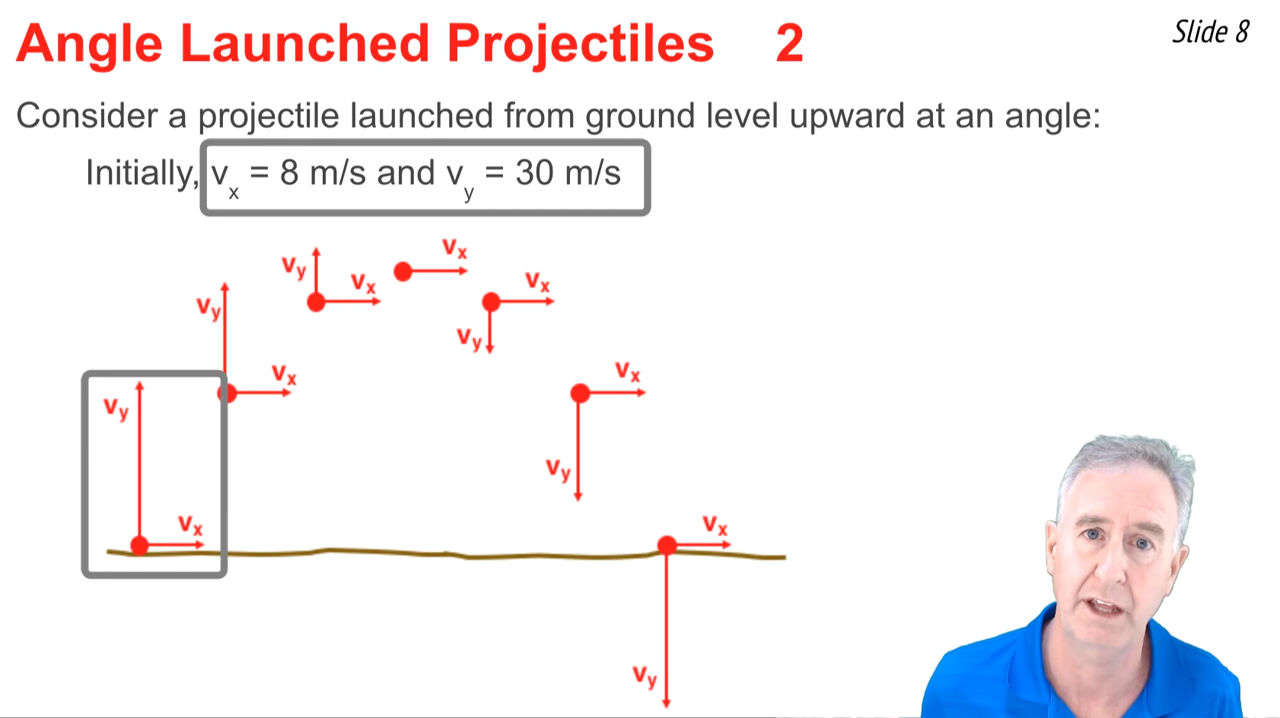 Angle Launched Projectiles 2
Slide 8
Consider a projectile launched from ground level upward at an angle:
Initially, vx = 8 m/s and vy = 30 m/s
vx
vy
vx
vx
vy
vy
vx
vx
vy
vy
vx
vx
vy